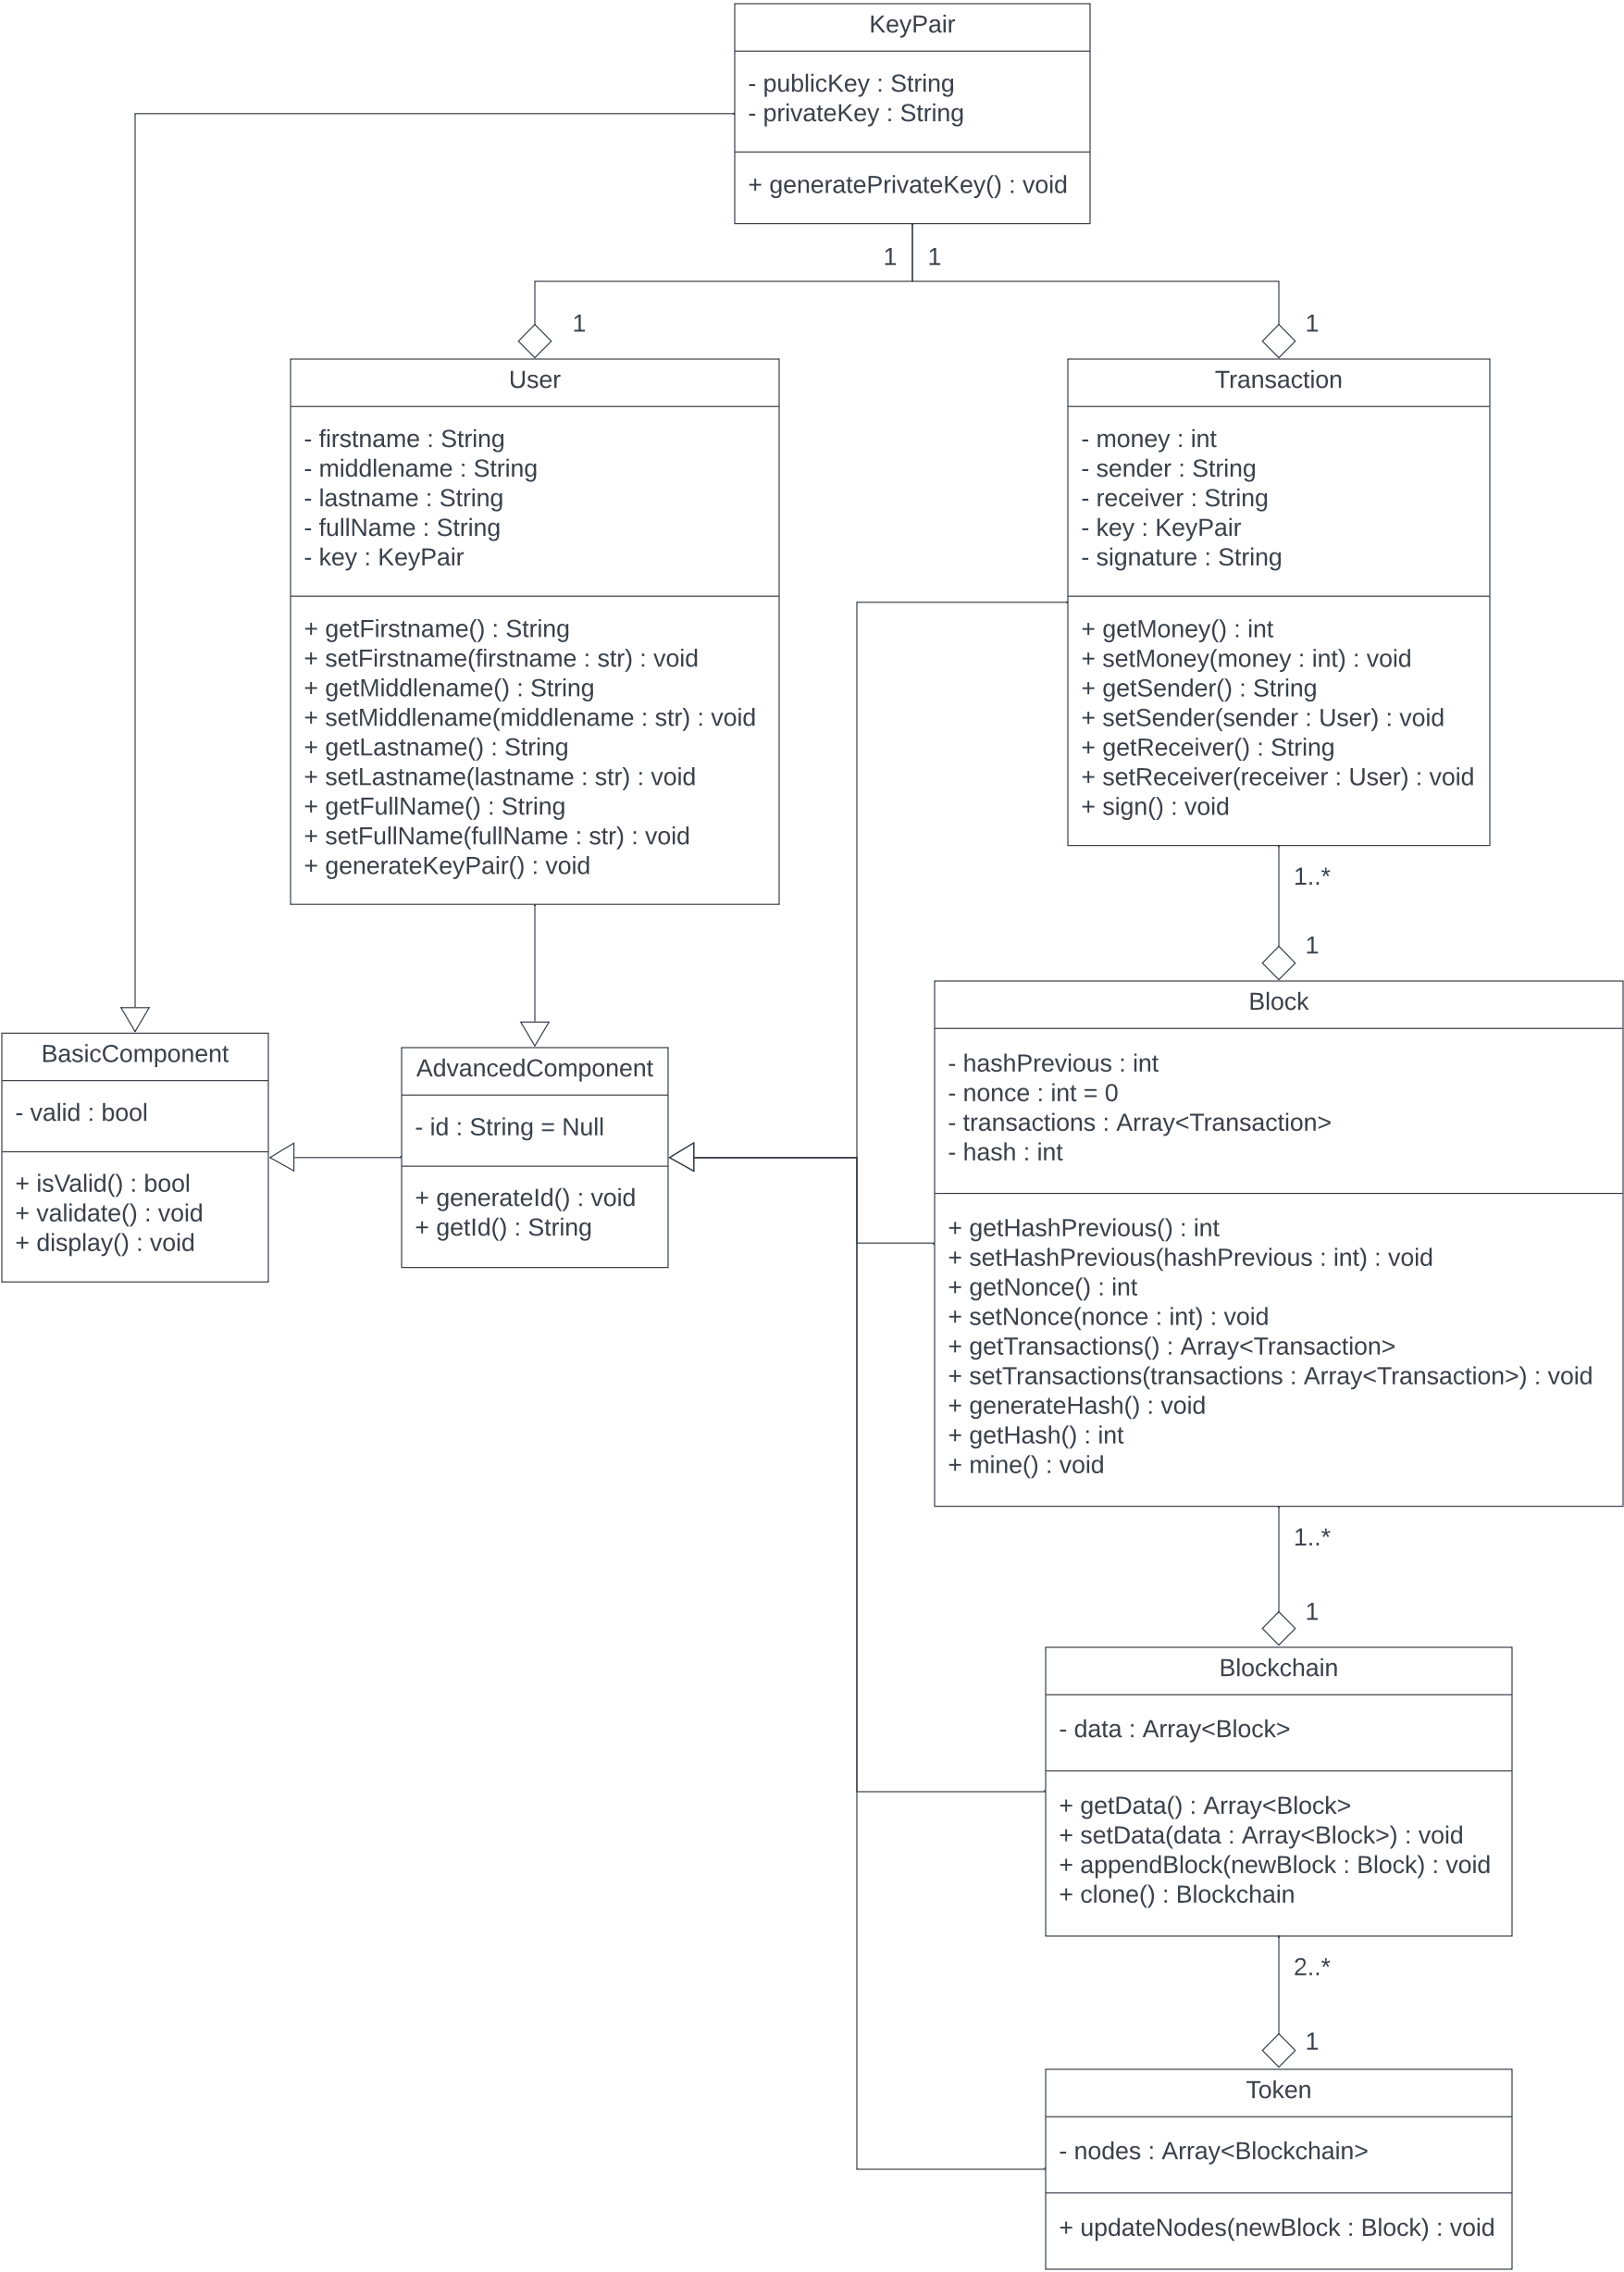 KeyPair
- publicKey : String
- privateKey : String
+ generatePrivateKey() : void
1
1
1
1
User
- firstname : String
- middlename : String
- lastname : String
- fullName : String
- key : KeyPair
+ getFirstname() : String
+ setFirstname(firstname : str) : void
+ getMiddlename() : String
+ setMiddlename(middlename : str) : void
+ getLastname() : String
+ setLastname(lastname : str) : void
+ getFullName() : String
+ setFullName(fullName : str) : void
+ generateKeyPair() : void
Transaction
- money : int
- sender : String
- receiver : String
- key : KeyPair
- signature : String
+ getMoney() : int
+ setMoney(money : int) : void
+ getSender() : String
+ setSender(sender : User) : void
+ getReceiver() : String
+ setReceiver(receiver : User) : void
+ sign() : void
1..*
1
BasicComponent
- valid : bool
+ isValid() : bool
+ validate() : void
+ display() : void
AdvancedComponent
- id : String = Null
+ generateId() : void
+ getId() : String
Block
- hashPrevious : int
- nonce : int = 0
- transactions : Array<Transaction>
- hash : int
+ getHashPrevious() : int
+ setHashPrevious(hashPrevious : int) : void
+ getNonce() : int
+ setNonce(nonce : int) : void
+ getTransactions() : Array<Transaction>
+ setTransactions(transactions : Array<Transaction>) : void
+ generateHash() : void
+ getHash() : int
+ mine() : void
1..*
1
Blockchain
- data : Array<Block>
+ getData() : Array<Block>
+ setData(data : Array<Block>) : void
+ appendBlock(newBlock : Block) : void
+ clone() : Blockchain
2..*
1
Token
- nodes : Array<Blockchain>
+ updateNodes(newBlock : Block) : void